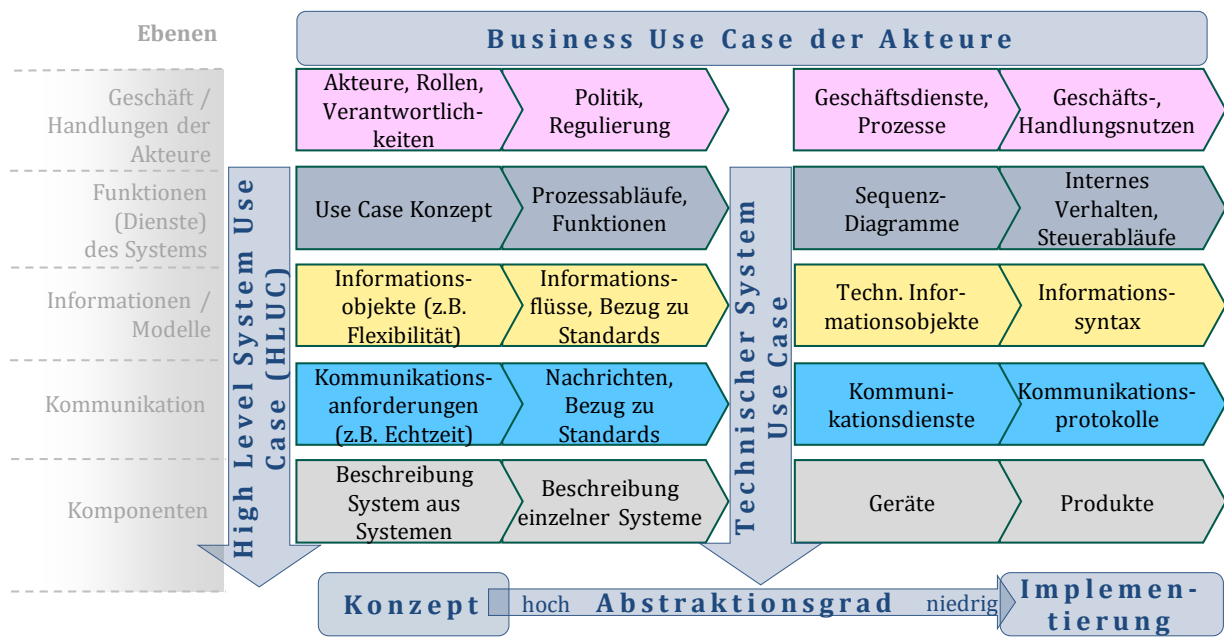 Ebenen
Business Use Case der Akteure
Geschäft /
Handlungen der
Akteure
Akteure, Rollen,
Verantwortlich-
keiten
Politik,
Regulierung
Geschäftsdienste,
Prozesse
Geschäfts-,
Handlungsnutzen
Funktionen
(Dienste)
des Systems
Use Case Konzept
Prozessabläufe,
Funktionen
Sequenz-
Diagramme
Internes
Verhalten,
Steuerabläufe
Informationen /
Modelle
Informations-
objekte (z.B.
Flexibilität)
Informations-
flüsse, Bezug zu
Standards
Techn. Infor-
mationsobjekte
Informations-
syntax
Kommunikation
Kommunikations-
anforderungen
(z.B. Echtzeit)
Nachrichten,
Bezug zu
Standards
Kommuni-
kationsdienste
Kommunikations-
protokolle
Komponenten
Beschreibung
System aus
Systemen
Beschreibung
einzelner Systeme
Geräte
Produkte
High Level System Use
Case (HLUC)
Technischer System
Use Case
Konzept
hoch
Abstraktionsgrad
niedrig
Implemen-
tierung